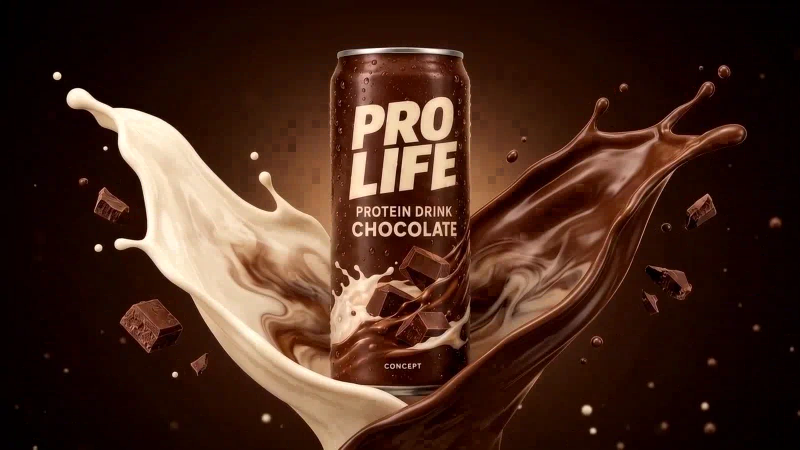 PRO
LIFE
PROTEIN DRINK
CHOCOLATE
CONCEPT